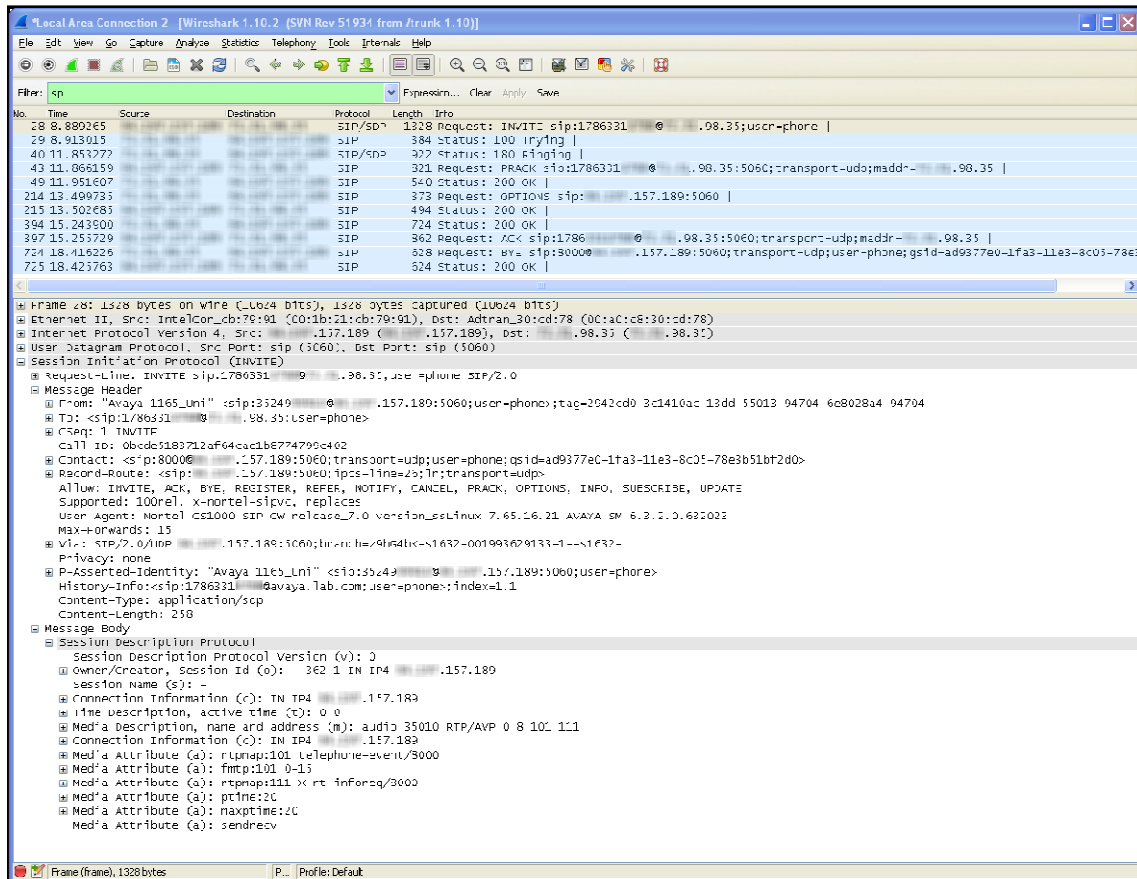 *Local Area Connection 2 [Wireshark 1.10.2 (SVN Rev 51934 from /trunk-1.10)]
File Edit View Go Capture Analyze Statistics Telephony Tools Internals Help
Filter: sip Expression... Clear Apply Save
No. Time Source Destination Protocol Length Info
28 8.889265 SIP/SDP 1328 Request: INVITE sip:1786331 @ .98.35;user=phone |
29 8.913015 SIP 384 Status: 100 Trying |
40 11.853272 SIP/SDP 922 Status: 180 Ringing |
43 11.866159 SIP 821 Request: PRACK sip:1786331 @ .98.35:5060;transport=udp;maddr= .98.35 |
49 11.951607 SIP 540 Status: 200 OK |
214 13.499735 SIP 373 Request: OPTIONS sip: .157.189:5060 |
215 13.502685 SIP 494 Status: 200 OK |
394 15.243900 SIP 724 Status: 200 OK |
397 15.255729 SIP 862 Request: ACK sip:1786 @ .98.35:5060;transport=udp;maddr= .98.35 |
724 18.416226 SIP 628 Request: BYE sip:8000@ .157.189:5060;transport=udp;user=phone;gsid=ad9377e0-1fa3-11e3-8c05-78e3
725 18.425763 SIP 624 Status: 200 OK |
Frame 28: 1328 bytes on wire (10624 bits), 1328 bytes captured (10624 bits)
Ethernet II, Src: IntelCor_cb:79:91 (00:1b:21:cb:79:91), Dst: Adtran_30:cd:78 (00:a0:c8:30:cd:78)
Internet Protocol Version 4, Src: .157.189 ( .157.189), Dst: .98.35 ( .98.35)
User Datagram Protocol, Src Port: sip (5060), Dst Port: sip (5060)
Session Initiation Protocol (INVITE)
Request-Line: INVITE sip:1786331 @ .98.35;user=phone SIP/2.0
Message Header
From: "Avaya 1165_Uni" <sip:35249 @ .157.189:5060;user=phone>;tag=2942cd0-3c1410ac-13dd-55013-94704-6e8028a4-94704
To: <sip:1786331 @ .98.35;user=phone>
CSeq: 1 INVITE
Call-ID: 0bcde5183712af64cac1b8774799c402
Contact: <sip:8000@ .157.189:5060;transport=udp;user=phone;gsid=ad9377e0-1fa3-11e3-8c05-78e3b51bf2d0>
Record-Route: <sip: .157.189:5060;ipcs-line=26;lr;transport=udp>
Allow: INVITE, ACK, BYE, REGISTER, REFER, NOTIFY, CANCEL, PRACK, OPTIONS, INFO, SUBSCRIBE, UPDATE
Supported: 100rel, x-nortel-sipvc, replaces
User-Agent: Nortel CS1000 SIP GW release_7.0 version_ssLinux-7.65.16.21 AVAYA-SM-6.3.2.0.632023
Max-Forwards: 15
Via: SIP/2.0/UDP .157.189:5060;branch=z9hG4bK-s1632-001993629133-1--s1632-
Privacy: none
P-Asserted-Identity: "Avaya 1165_Uni" <sip:35249 @ .157.189:5060;user=phone>
History-Info:<sip:1786331 @avaya.lab.com;user=phone>;index=1.1
Content-Type: application/sdp
Content-Length: 258
Message Body
Session Description Protocol
Session Description Protocol Version (v): 0
Owner/Creator, Session Id (o): - 362 1 IN IP4 .157.189
Session Name (s): -
Connection Information (c): IN IP4 .157.189
Time Description, active time (t): 0 0
Media Description, name and address (m): audio 35010 RTP/AVP 0 8 101 111
Connection Information (c): IN IP4 .157.189
Media Attribute (a): rtpmap:101 telephone-event/8000
Media Attribute (a): fmtp:101 0-15
Media Attribute (a): rtpmap:111 X-nt-inforeq/8000
Media Attribute (a): ptime:20
Media Attribute (a): maxptime:20
Media Attribute (a): sendrecv
Frame (frame), 1328 bytes P... Profile: Default